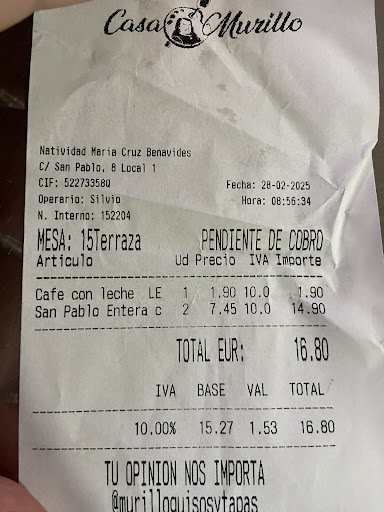 Casa Murillo
Natividad Maria Cruz Benavides
C/ San Pablo, 8 Local 1
CIF: 52273358Q Fecha: 28-02-2025
Operario: Silvio Hora: 08:56:34
N. Interno: 152204
MESA: 15Terraza PENDIENTE DE COBRO
Articulo Ud Precio IVA Importe
Cafe con leche LE 1 1.90 10.0 1.90
San Pablo Entera c 2 7.45 10.0 14.90
TOTAL EUR: 16.80
IVA BASE VAL TOTAL
10.00% 15.27 1.53 16.80
TU OPINION NOS IMPORTA
@murilloguisosytapas